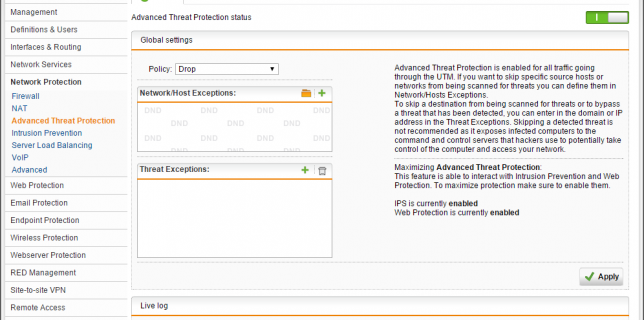 Management
Definitions & Users
Interfaces & Routing
Network Services
Network Protection
Firewall
NAT
Advanced Threat Protection
Intrusion Prevention
Server Load Balancing
VoIP
Advanced
Web Protection
Email Protection
Endpoint Protection
Wireless Protection
Webserver Protection
RED Management
Site-to-site VPN
Remote Access
Advanced Threat Protection status
I
Global settings
Policy: Drop
Network/Host Exceptions:
DND DND DND
DND DND DND
DND DND DND
DND DND DND
Threat Exceptions:
Advanced Threat Protection is enabled for all traffic going
through the UTM. If you want to skip specific source hosts or
networks from being scanned for threats you can define them in
Network/Hosts Exceptions.
To skip a destination from being scanned for threats or to bypass
a threat that has been detected, you can enter in the domain or IP
address in the Threat Exceptions. Skipping a detected threat is
not recommended as it exposes infected computers to the
command and control servers that hackers use to potentially take
control of the computer and access your network.
Maximizing Advanced Threat Protection:
This feature is able to interact with Intrusion Prevention and Web
Protection. To maximize protection make sure to enable them.
IPS is currently enabled
Web Protection is currently enabled
Apply
Live log